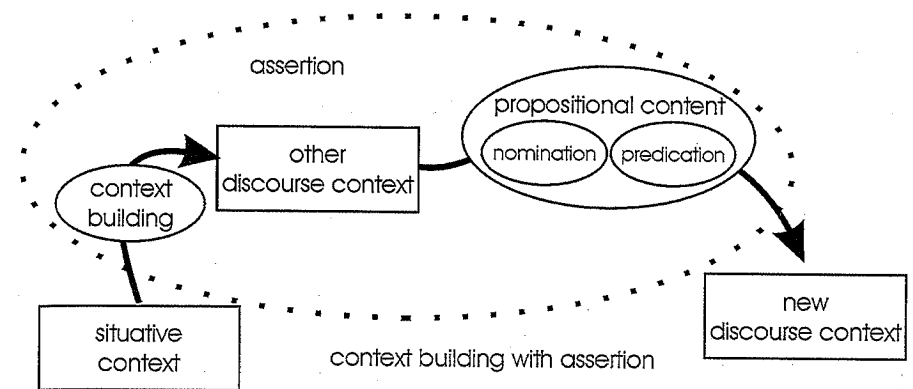 assertion
propositional content
nomination
predication
other
discourse context
context
building
situative
context
new
discourse context
context building with assertion